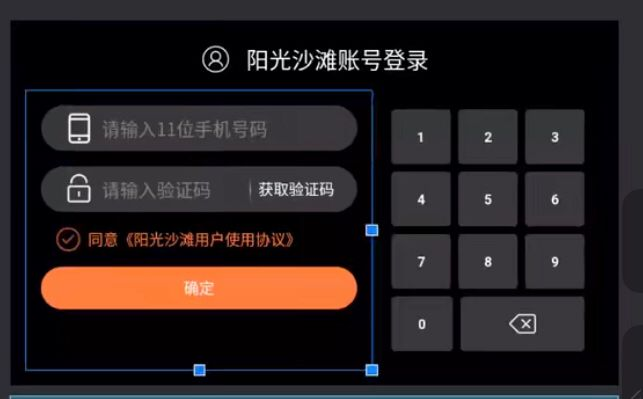 阳光沙滩账号登录
请输入11位手机号码
请输入验证码 获取验证码
同意《阳光沙滩用户使用协议》
确定
1 2 3
4 5 6
7 8 9
0